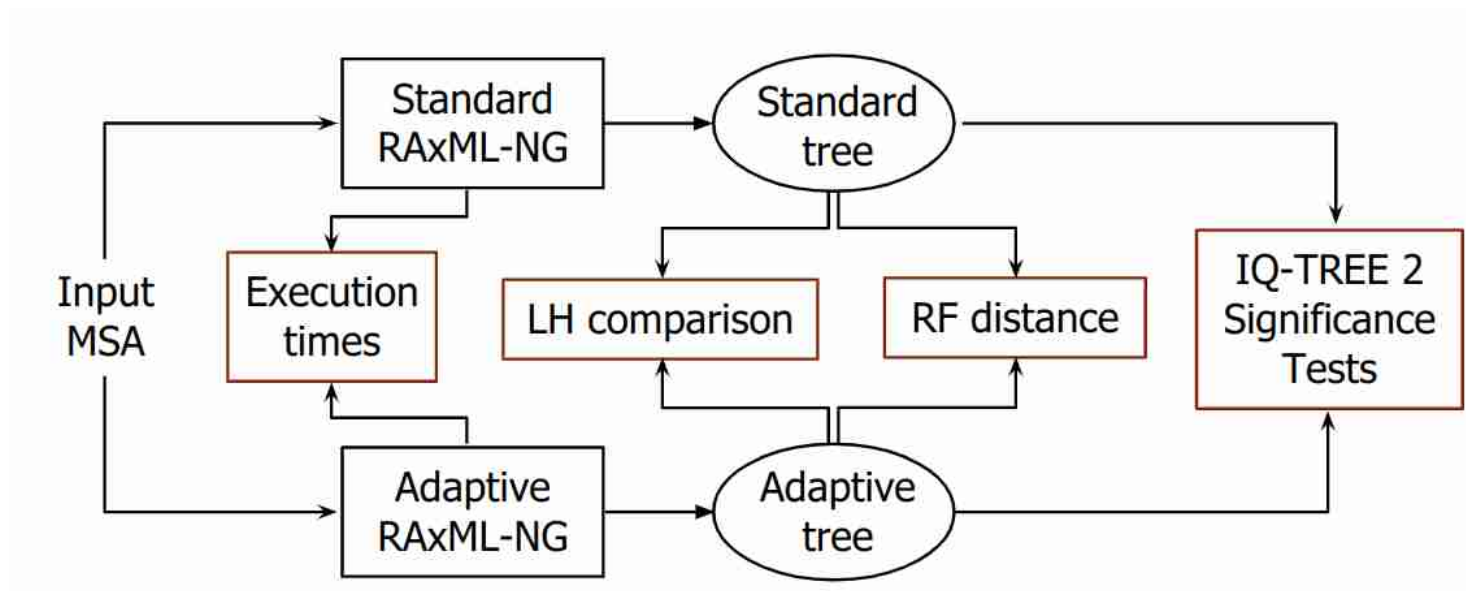 Standard
RAxML-NG
Standard
tree
Input
MSA
Execution
times
LH comparison
RF distance
IQ-TREE 2
Significance
Tests
Adaptive
RAxML-NG
Adaptive
tree